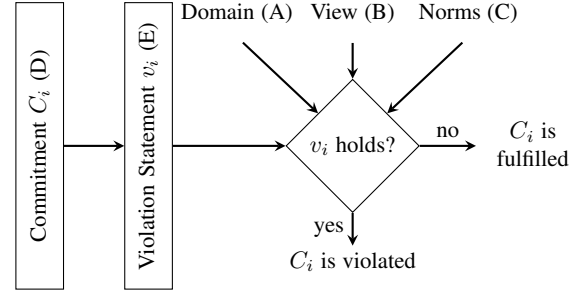 Domain (A)
View (B)
Norms (C)
Commitment C_i (D)
Violation Statement v_i (E)
v_i holds?
no
C_i is
fulfilled
yes
C_i is violated